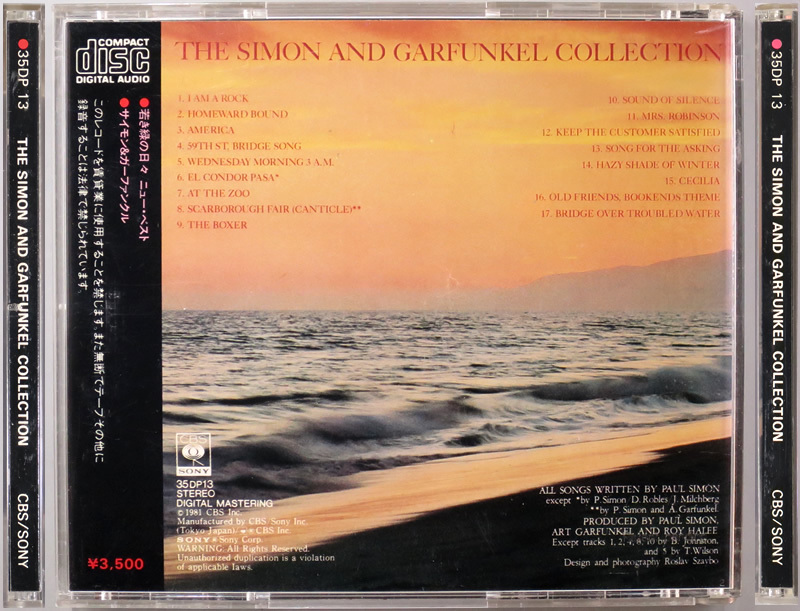 35DP 13 THE SIMON AND GARFUNKEL COLLECTION CBS/SONY
COMPACT
disc
DIGITAL AUDIO
●若き緑の日々 ニュー・ベスト
●サイモン&ガーファンクル
このレコードを賃貸業に使用することを禁じます。また無断でテープその他に
録音することは法律で禁じられています。
¥3,500
THE SIMON AND GARFUNKEL COLLECTION
1. I AM A ROCK
2. HOMEWARD BOUND
3. AMERICA
4. 59TH ST. BRIDGE SONG
5. WEDNESDAY MORNING 3 A.M.
6. EL CONDOR PASA*
7. AT THE ZOO
8. SCARBOROUGH FAIR (CANTICLE)**
9. THE BOXER
10. SOUND OF SILENCE
11. MRS. ROBINSON
12. KEEP THE CUSTOMER SATISFIED
13. SONG FOR THE ASKING
14. HAZY SHADE OF WINTER
15. CECILIA
16. OLD FRIENDS, BOOKENDS THEME
17. BRIDGE OVER TROUBLED WATER
CBS
SONY
35DP13
STEREO
DIGITAL MASTERING
© 1981 CBS Inc.
Manufactured by CBS/Sony Inc.
(Tokyo Japan) ® CBS Inc.
SONY ® Sony Corp.
WARNING: All Rights Reserved.
Unauthorized duplication is a violation
of applicable laws.
ALL SONGS WRITTEN BY PAUL SIMON
except *by P. Simon/D. Robles/J. Milchberg
**by P. Simon and A. Garfunkel.
PRODUCED BY PAUL SIMON,
ART GARFUNKEL AND ROY HALEE
Except tracks 1, 2, 4, 8, 10 by B. Johnston,
and 5 by T. Wilson
Design and photography Roslav Szaybo
35DP 13 THE SIMON AND GARFUNKEL COLLECTION CBS/SONY